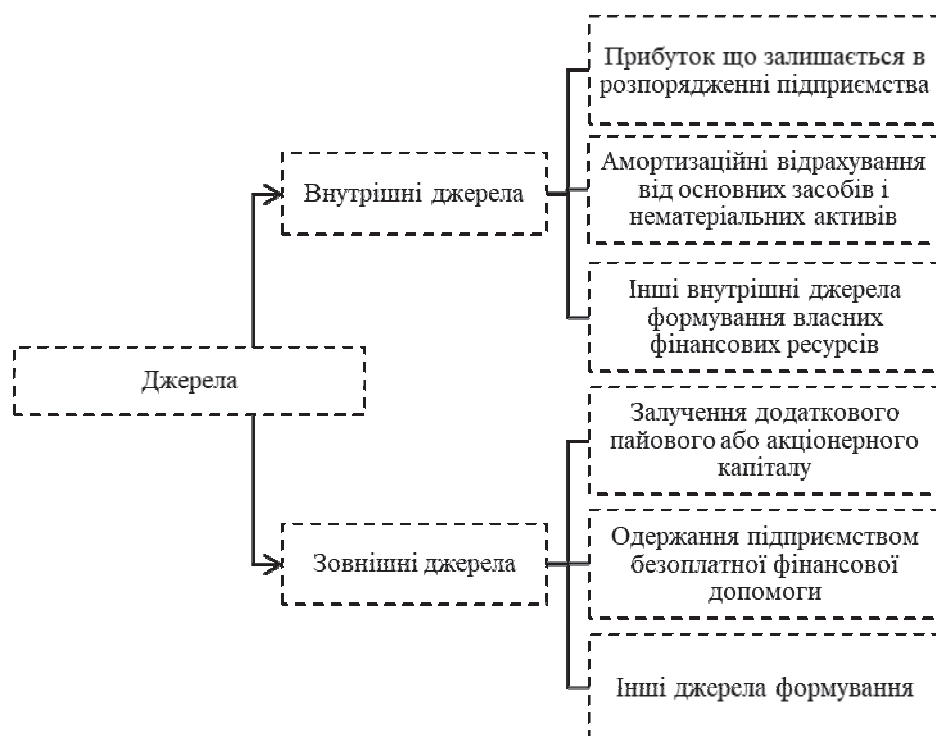 Джерела
Внутрішні джерела
Прибуток що залишається в
розпорядженні підприємства
Амортизаційні відрахування
від основних засобів і
нематеріальних активів
Інші внутрішні джерела
формування власних
фінансових ресурсів
Зовнішні джерела
Залучення додаткового
пайового або акціонерного
капіталу
Одержання підприємством
безоплатної фінансової
допомоги
Інші джерела формування